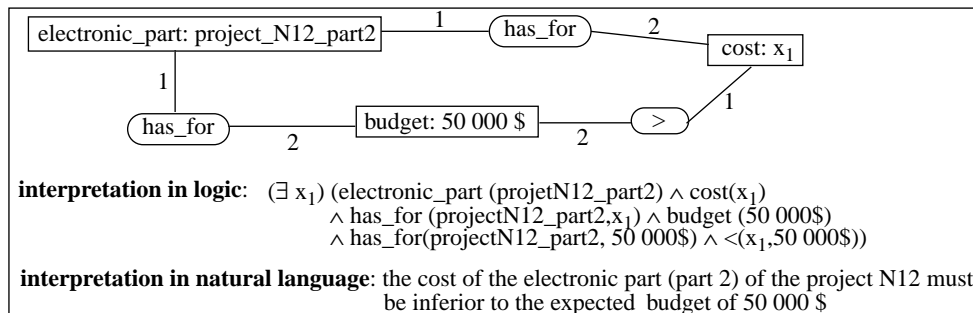 electronic_part: project_N12_part2
1
has_for
2
cost: x1
1
1
has_for
2
budget: 50 000 $
2
>
interpretation in logic: (∃ x1) (electronic_part (projetN12_part2) ∧ cost(x1)
∧ has_for (projectN12_part2,x1) ∧ budget (50 000$)
∧ has_for(projectN12_part2, 50 000$) ∧ <(x1,50 000$))
interpretation in natural language: the cost of the electronic part (part 2) of the project N12 must
be inferior to the expected budget of 50 000 $